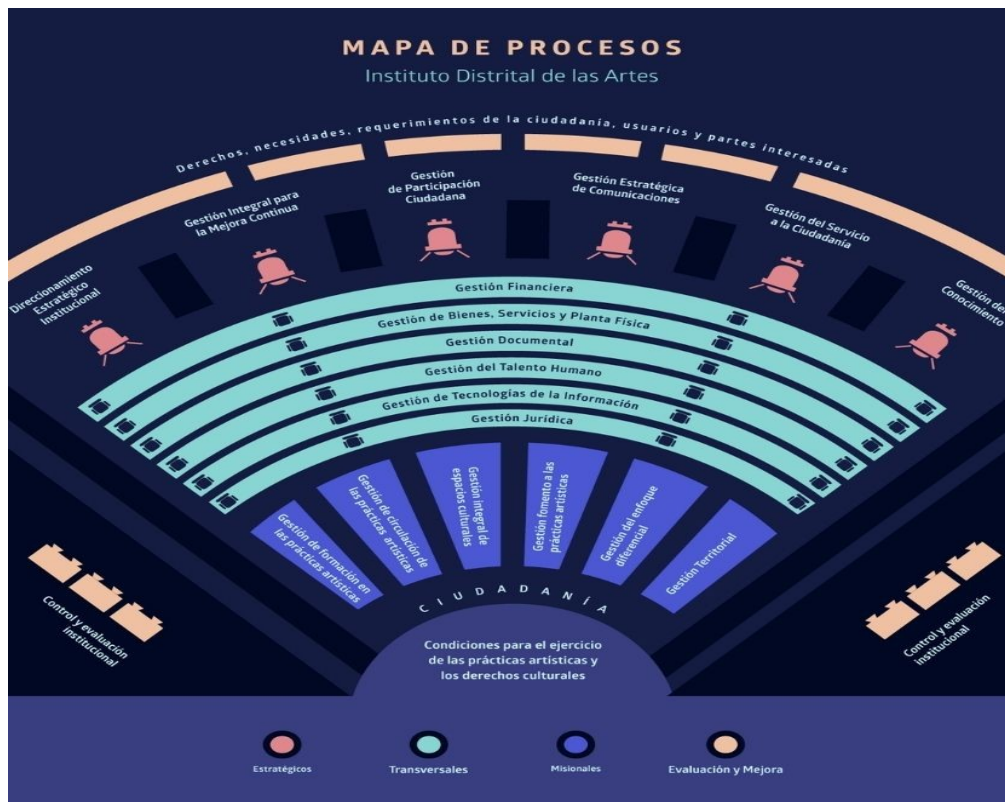 MAPA DE PROCESOS
Instituto Distrital de las Artes
Derechos, necesidades, requerimientos de la ciudadanía, usuarios y partes interesadas
Direccionamiento
Estratégico
Institucional
Gestión Integral para
la Mejora Continua
Gestión
de Participación
Ciudadana
Gestión Estratégica
de Comunicaciones
Gestión del Servicio
a la Ciudadanía
Gestión del
Conocimiento
Gestión Financiera
Gestión de Bienes, Servicios y Planta Física
Gestión Documental
Gestión del Talento Humano
Gestión de Tecnologías de la Información
Gestión Jurídica
Gestión de formación en
las prácticas artísticas
Gestión de circulación de
las prácticas artísticas
Gestión integral de
espacios culturales
Gestión fomento a las
prácticas artísticas
Gestión del enfoque
diferencial
Gestión Territorial
CIUDADANÍA
Control y evaluación
institucional
Control y evaluación
institucional
Condiciones para el ejercicio
de las prácticas artísticas y
los derechos culturales
Estratégicos
Transversales
Misionales
Evaluación y Mejora